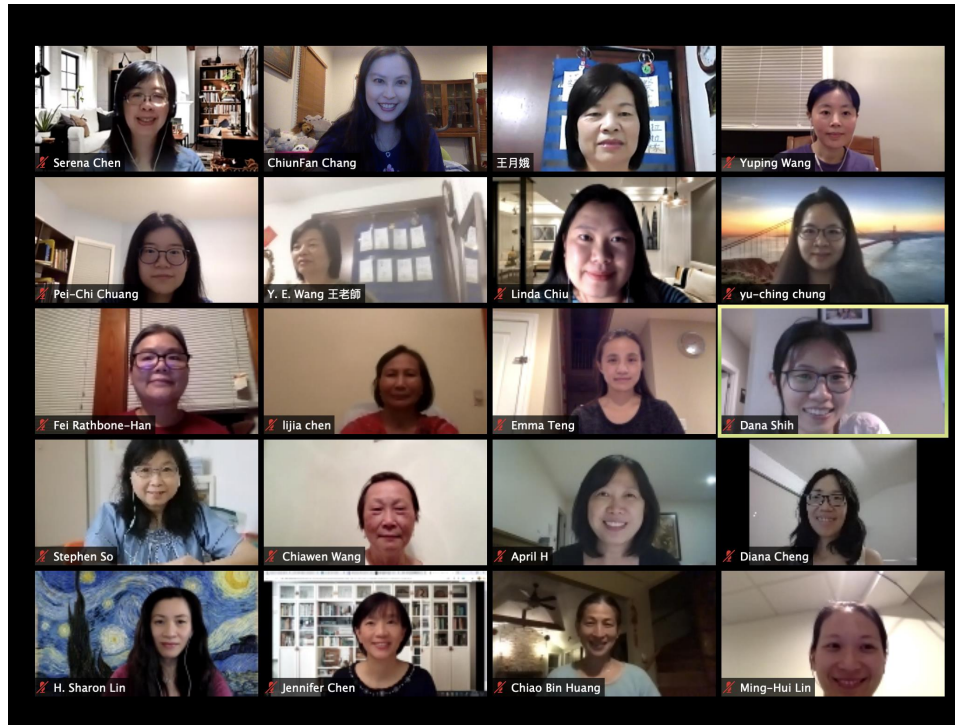 Serena Chen
ChiunFan Chang
王月娥
Yuping Wang
Pei-Chi Chuang
Y. E. Wang 王老師
Linda Chiu
yu-ching chung
Fei Rathbone-Han
lijia chen
Emma Teng
Dana Shih
Stephen So
Chiawen Wang
April H
Diana Cheng
H. Sharon Lin
Jennifer Chen
Chiao Bin Huang
Ming-Hui Lin